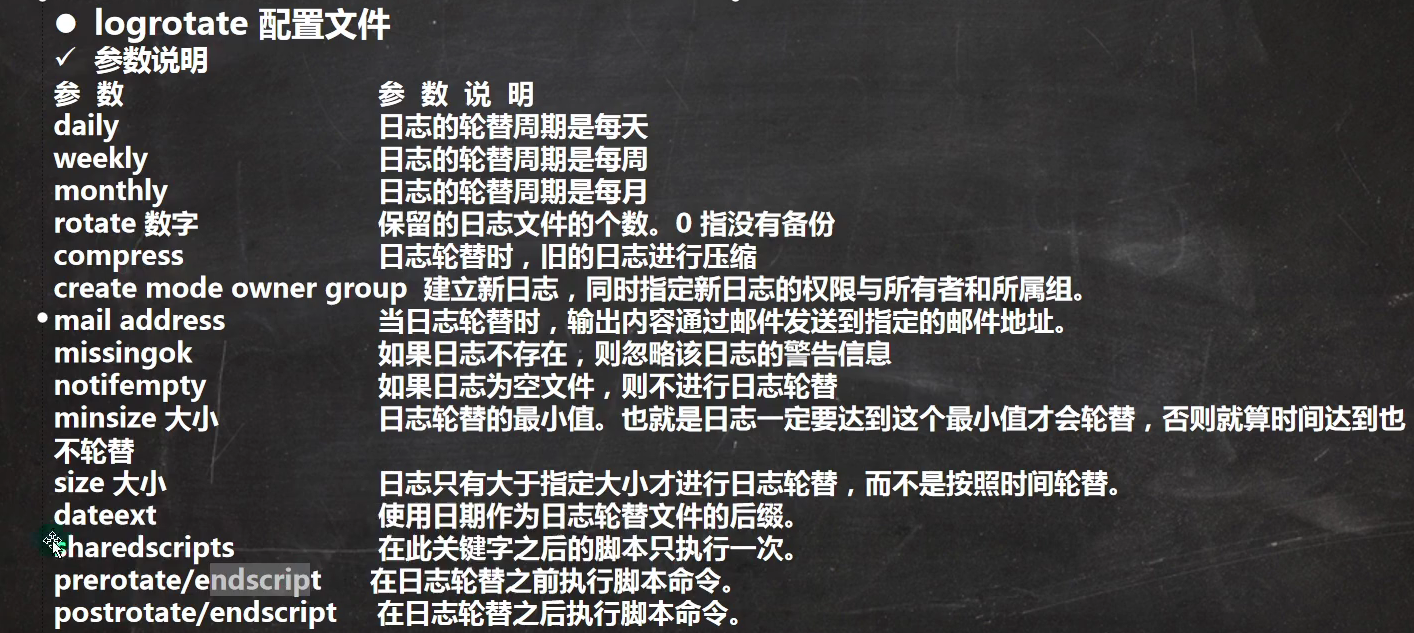 ● logrotate 配置文件
✓ 参数说明
参 数 参 数 说 明
daily 日志的轮替周期是每天
weekly 日志的轮替周期是每周
monthly 日志的轮替周期是每月
rotate 数字 保留的日志文件的个数。0 指没有备份
compress 日志轮替时，旧的日志进行压缩
create mode owner group 建立新日志，同时指定新日志的权限与所有者和所属组。
mail address 当日志轮替时，输出内容通过邮件发送到指定的邮件地址。
missingok 如果日志不存在，则忽略该日志的警告信息
notifempty 如果日志为空文件，则不进行日志轮替
minsize 大小 日志轮替的最小值。也就是日志一定要达到这个最小值才会轮替，否则就算时间达到也
不轮替
size 大小 日志只有大于指定大小才进行日志轮替，而不是按照时间轮替。
dateext 使用日期作为日志轮替文件的后缀。
sharedscripts 在此关键字之后的脚本只执行一次。
prerotate/endscript 在日志轮替之前执行脚本命令。
postrotate/endscript 在日志轮替之后执行脚本命令。